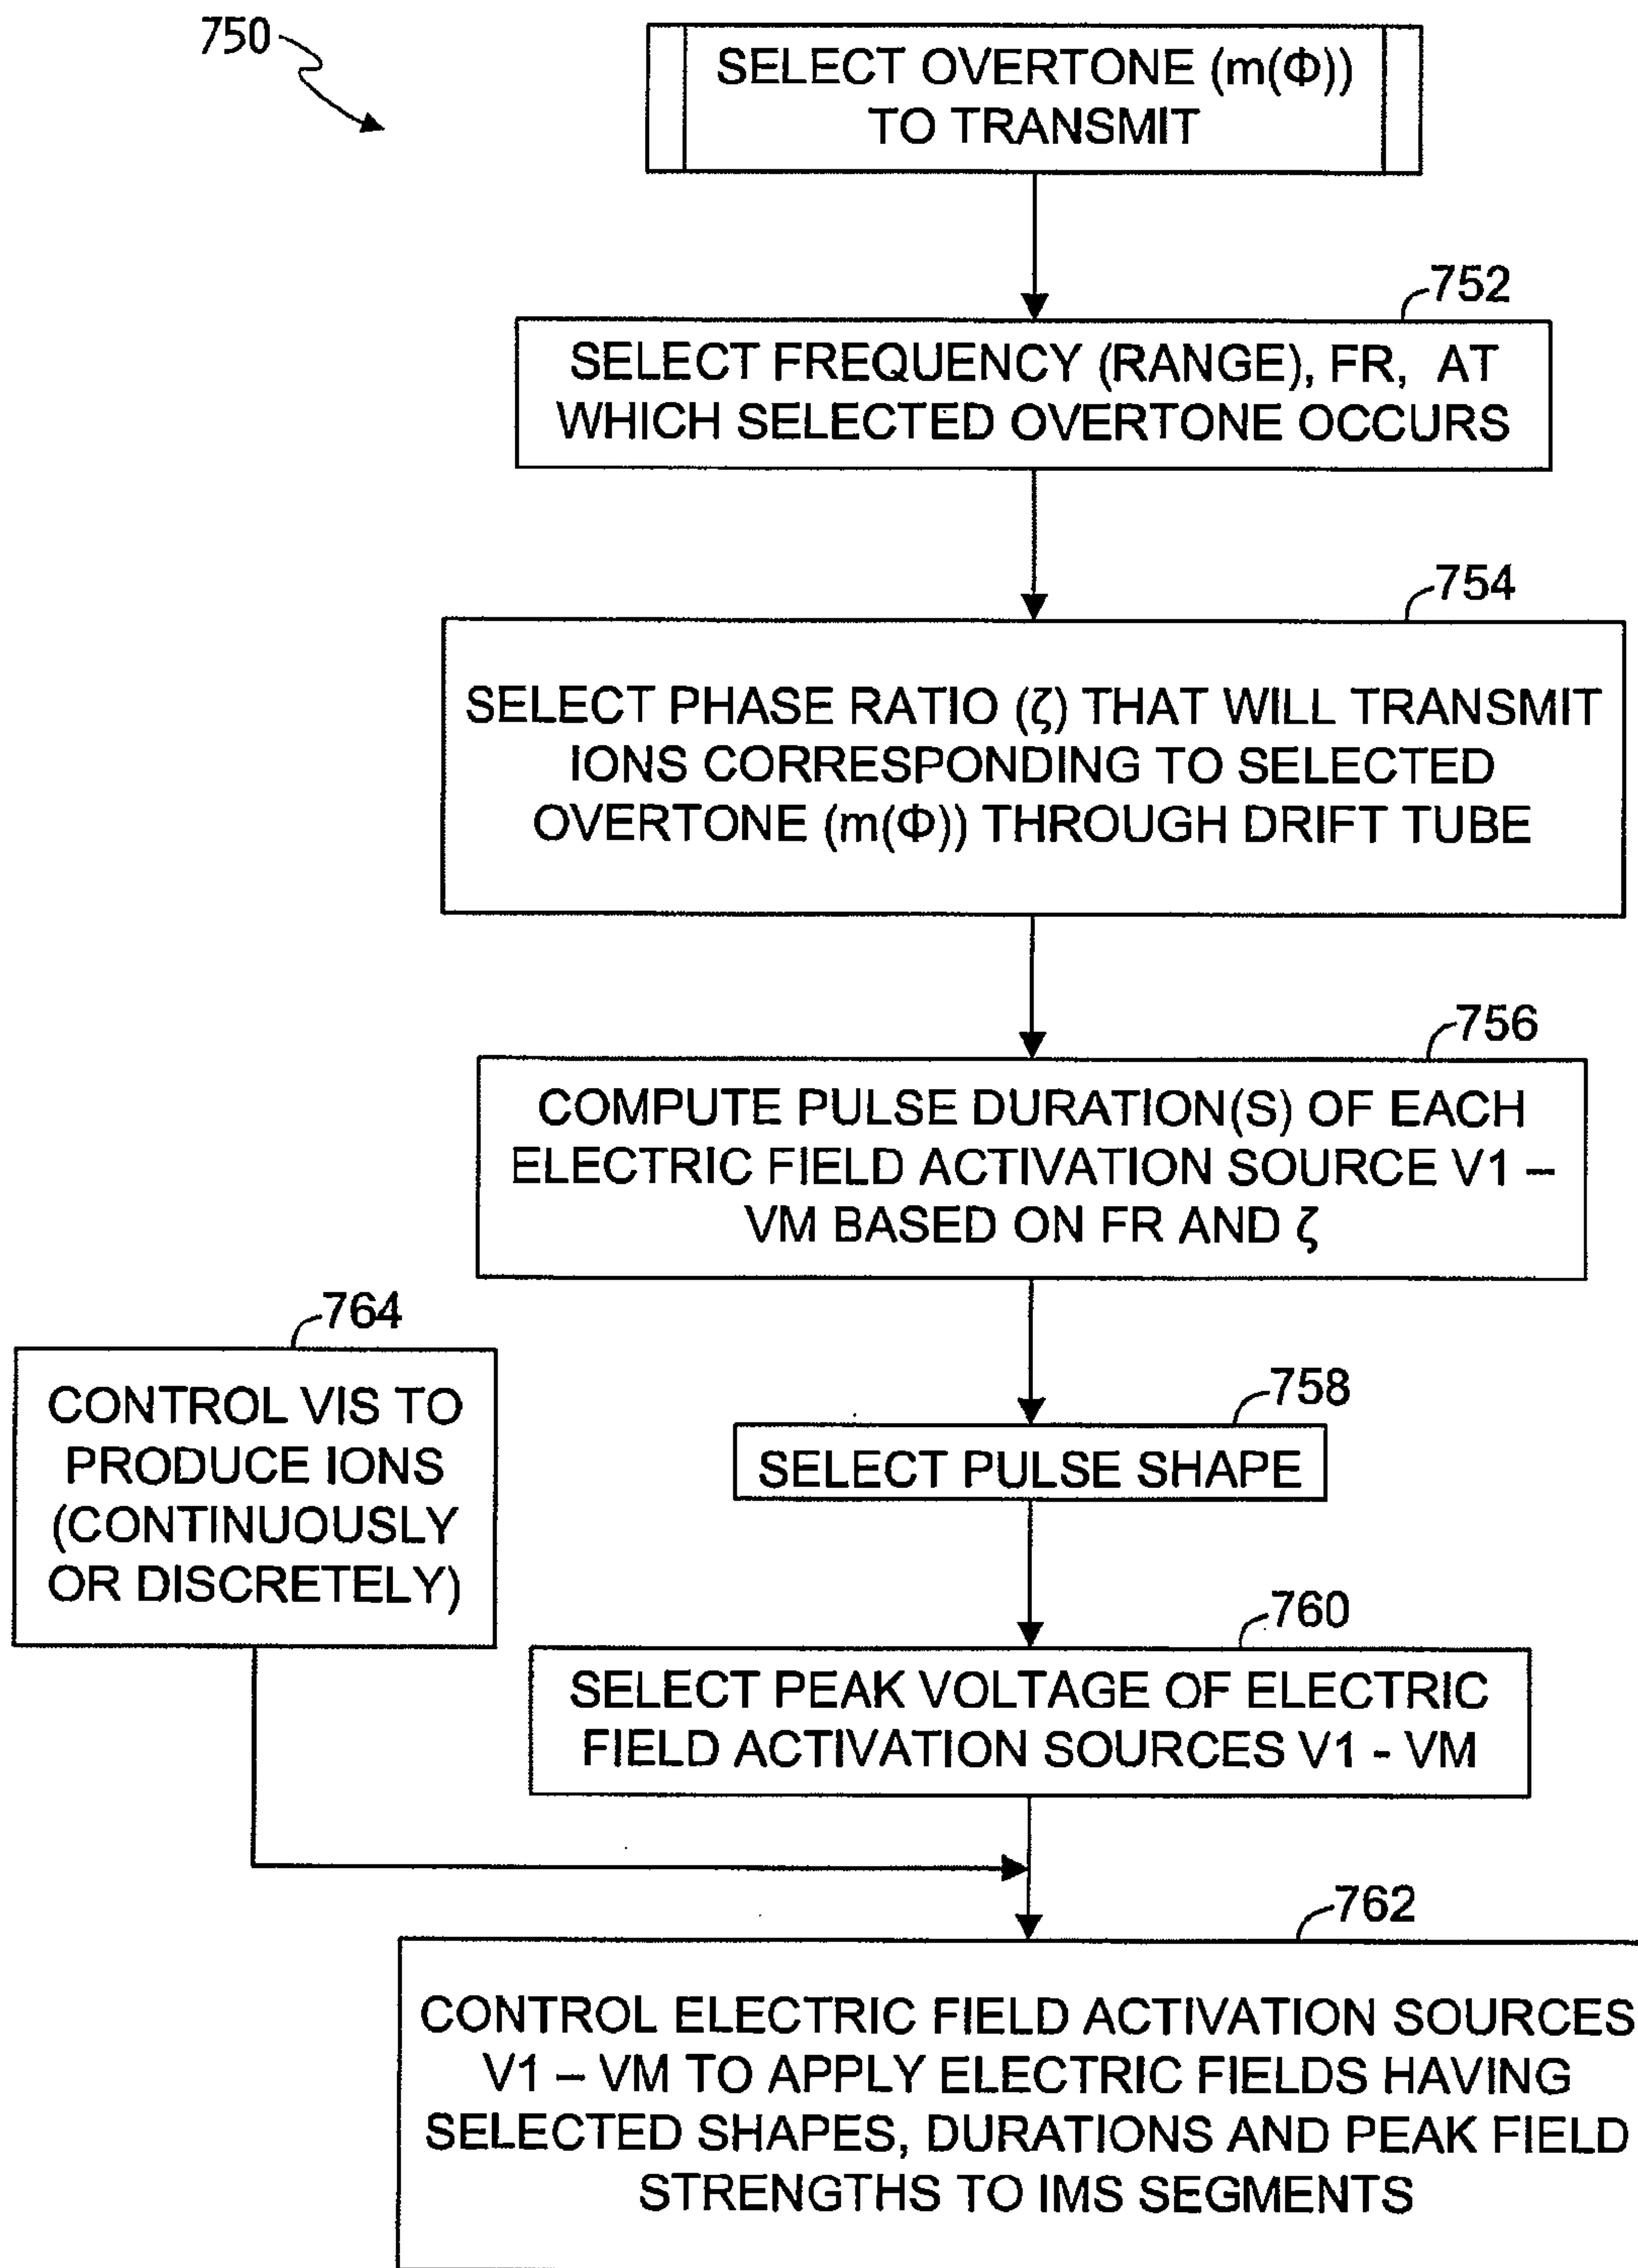 750
SELECT OVERTONE (m(Φ))
TO TRANSMIT
752
SELECT FREQUENCY (RANGE), FR, AT
WHICH SELECTED OVERTONE OCCURS
754
SELECT PHASE RATIO (ζ) THAT WILL TRANSMIT
IONS CORRESPONDING TO SELECTED
OVERTONE (m(Φ)) THROUGH DRIFT TUBE
756
COMPUTE PULSE DURATION(S) OF EACH
ELECTRIC FIELD ACTIVATION SOURCE V1 –
VM BASED ON FR AND ζ
764
CONTROL VIS TO
PRODUCE IONS
(CONTINUOUSLY
OR DISCRETELY)
758
SELECT PULSE SHAPE
760
SELECT PEAK VOLTAGE OF ELECTRIC
FIELD ACTIVATION SOURCES V1 - VM
762
CONTROL ELECTRIC FIELD ACTIVATION SOURCES
V1 – VM TO APPLY ELECTRIC FIELDS HAVING
SELECTED SHAPES, DURATIONS AND PEAK FIELD
STRENGTHS TO IMS SEGMENTS